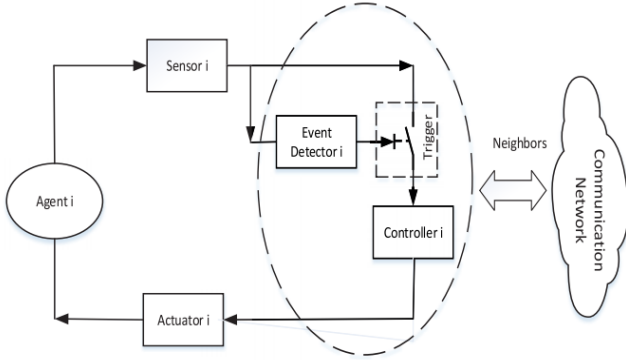 Sensor i
Event
Detector i
Trigger
Neighbors
Communication
Network
Agent i
Controller i
Actuator i